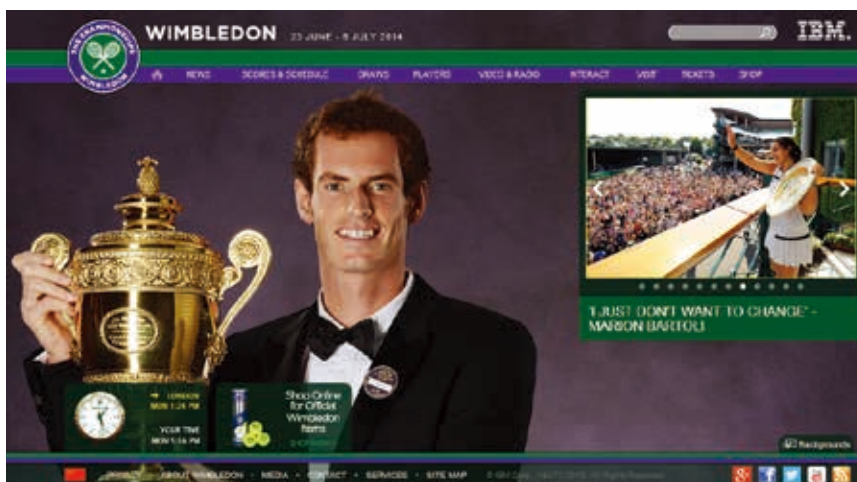 WIMBLEDON 23 JUNE - 6 JULY 2014
IBM.
THE CHAMPIONSHIPS
WIMBLEDON
NEWS SCORES & SCHEDULE DRAWS PLAYERS VIDEO & RADIO INTERACT VISIT TICKETS SHOP
'I JUST DON'T WANT TO CHANGE' -
MARION BARTOLI
LONDON
MON
YOUR TIME
MON
Shop Online
for Official
Wimbledon
Items
Backgrounds
ABOUT WIMBLEDON • MEDIA • CONTACT • SERVICES • SITE MAP